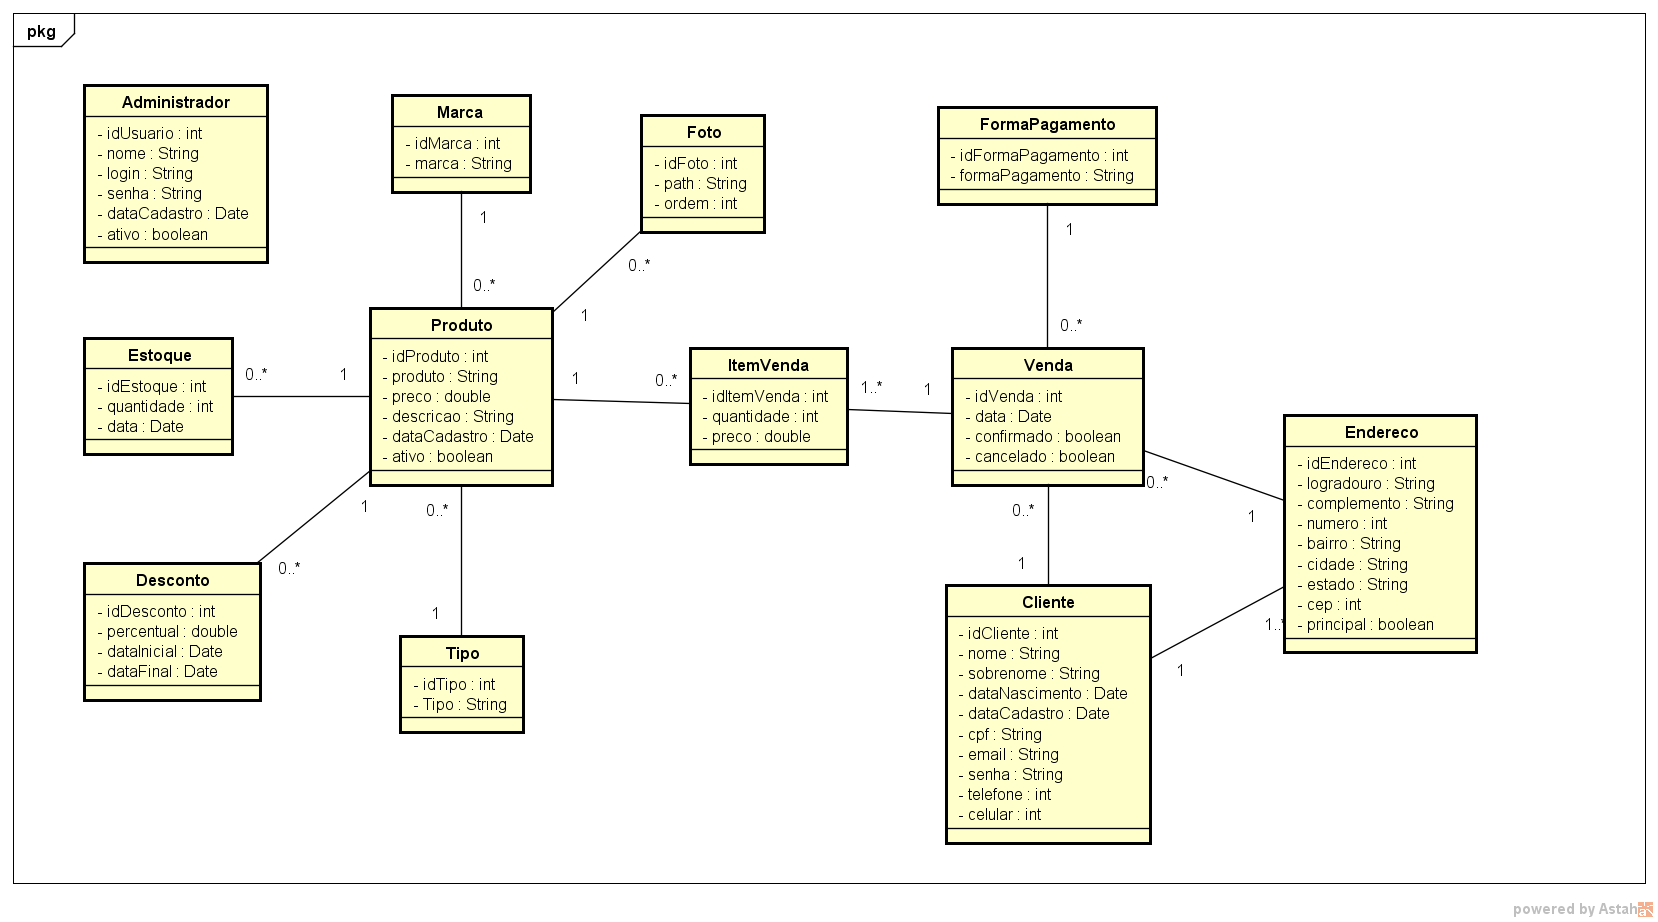 pkg
Administrador
- idUsuario : int
- nome : String
- login : String
- senha : String
- dataCadastro : Date
- ativo : boolean
Marca
- idMarca : int
- marca : String
1
0..*
Foto
- idFoto : int
- path : String
- ordem : int
0..*
1
FormaPagamento
- idFormaPagamento : int
- formaPagamento : String
1
0..*
Estoque
- idEstoque : int
- quantidade : int
- data : Date
0..*
1
Produto
- idProduto : int
- produto : String
- preco : double
- descricao : String
- dataCadastro : Date
- ativo : boolean
1
0..*
ItemVenda
- idItemVenda : int
- quantidade : int
- preco : double
1..*
1
Venda
- idVenda : int
- data : Date
- confirmado : boolean
- cancelado : boolean
0..*
1
Endereco
- idEndereco : int
- logradouro : String
- complemento : String
- numero : int
- bairro : String
- cidade : String
- estado : String
- cep : int
- principal : boolean
1
0..*
Desconto
- idDesconto : int
- percentual : double
- dataInicial : Date
- dataFinal : Date
0..*
1
Tipo
- idTipo : int
- Tipo : String
0..*
1
Cliente
- idCliente : int
- nome : String
- sobrenome : String
- dataNascimento : Date
- dataCadastro : Date
- cpf : String
- email : String
- senha : String
- telefone : int
- celular : int
1..*
1
powered by Astah